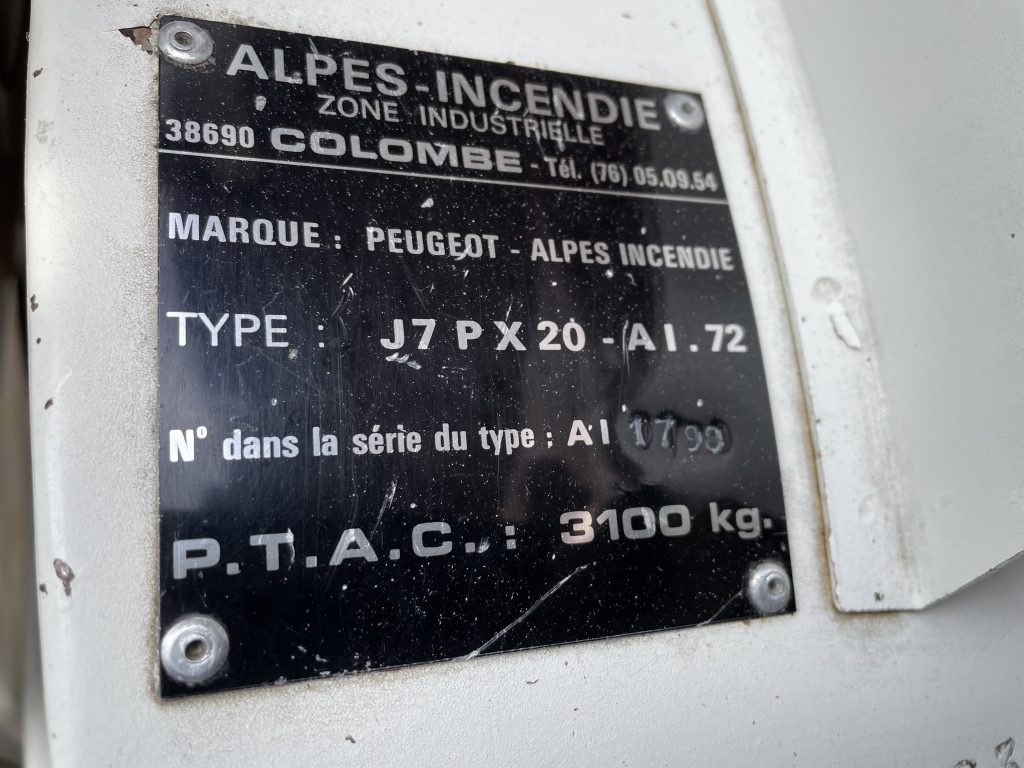 ALPES-INCENDIE
ZONE INDUSTRIELLE
38690 COLOMBE - Tél. (76) 05.09.54
MARQUE : PEUGEOT - ALPES INCENDIE
TYPE : J7 P X 20 - A I . 72
N° dans la série du type : A I 1790
P.T.A.C. : 3100 kg.